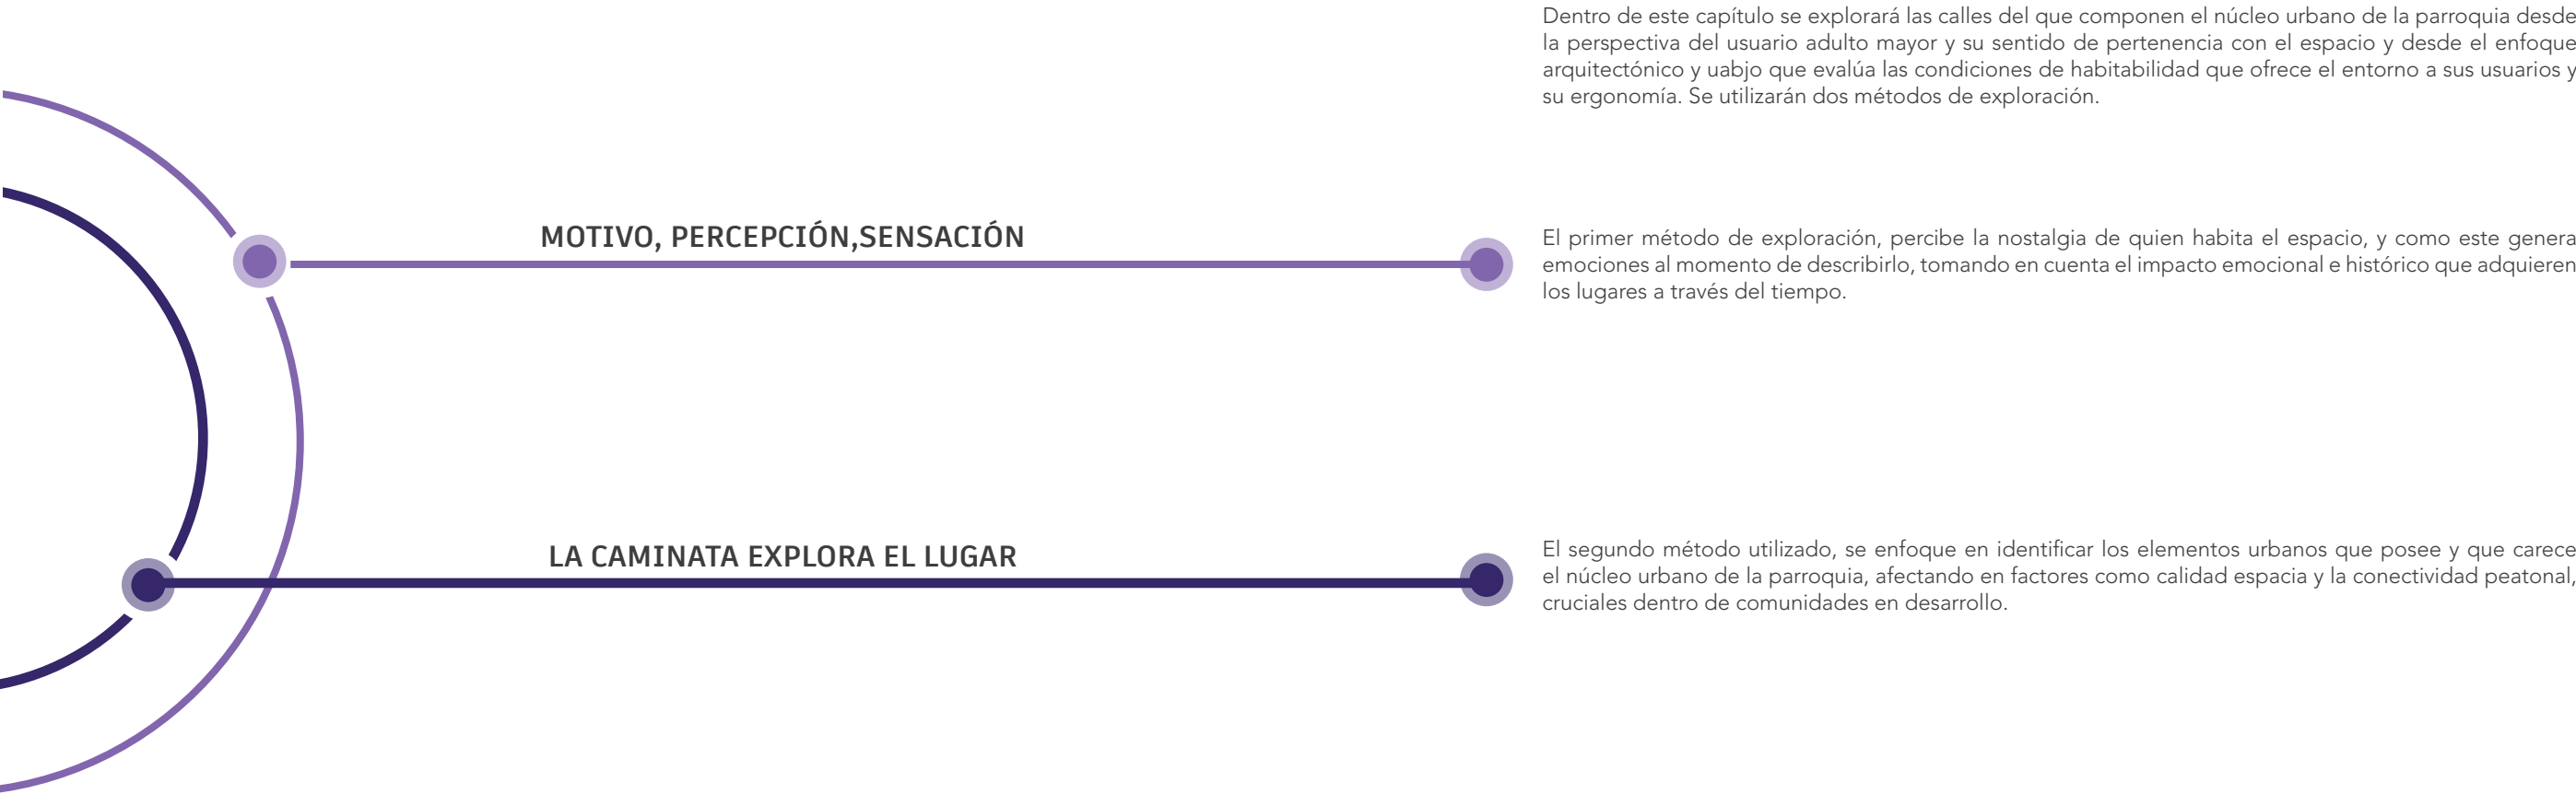 Dentro de este capítulo se explorará las calles del que componen el núcleo urbano de la parroquia desde
la perspectiva del usuario adulto mayor y su sentido de pertenencia con el espacio y desde el enfoque
arquitectónico y uabjo que evalúa las condiciones de habitabilidad que ofrece el entorno a sus usuarios y
su ergonomía. Se utilizarán dos métodos de exploración.
MOTIVO, PERCEPCIÓN,SENSACIÓN
El primer método de exploración, percibe la nostalgia de quien habita el espacio, y como este genera
emociones al momento de describirlo, tomando en cuenta el impacto emocional e histórico que adquieren
los lugares a través del tiempo.
LA CAMINATA EXPLORA EL LUGAR
El segundo método utilizado, se enfoque en identificar los elementos urbanos que posee y que carece
el núcleo urbano de la parroquia, afectando en factores como calidad espacia y la conectividad peatonal,
cruciales dentro de comunidades en desarrollo.